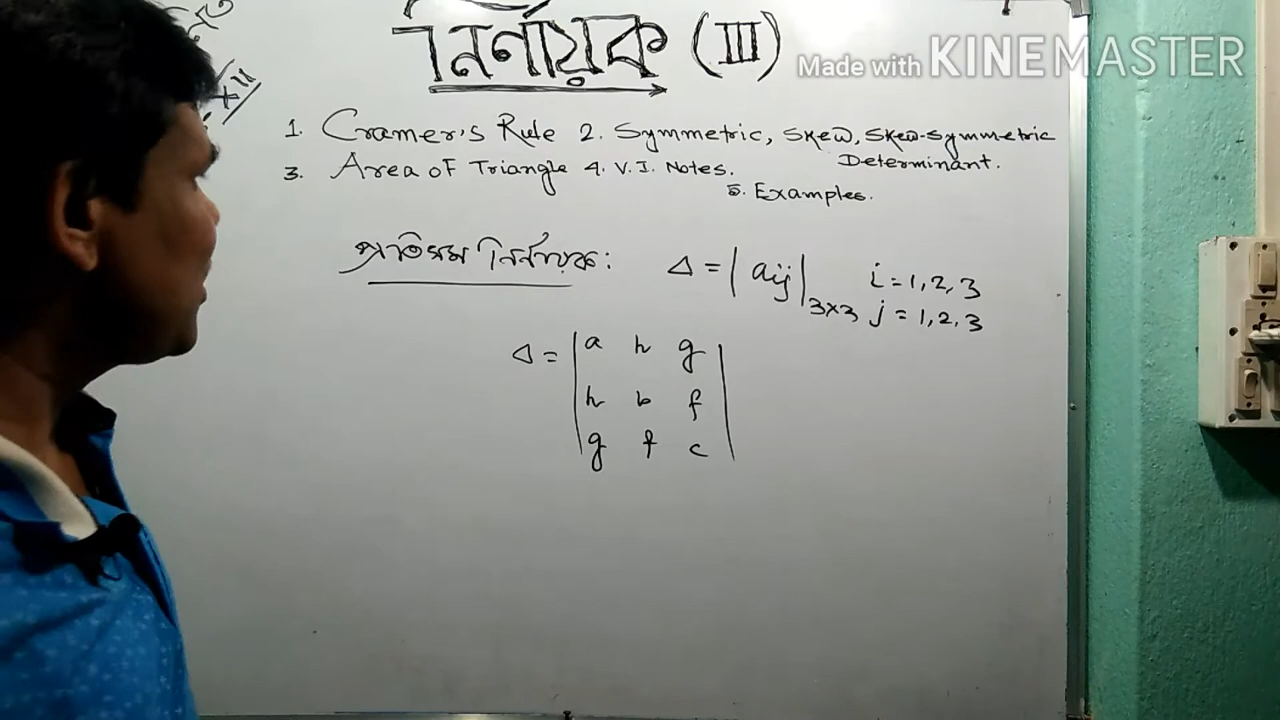 নির্ণায়ক (III)
Made with KINEMASTER
XII
1. Cramer's Rule 2. Symmetric, Skew, Skew-symmetric Determinant.
3. Area of Triangle 4. V.I. Notes.
5. Examples.
প্রতিসম নির্ণায়ক: Δ = | aij |3×3 i = 1, 2, 3
j = 1, 2, 3
Δ = | a h g |
| h b f |
| g f c |